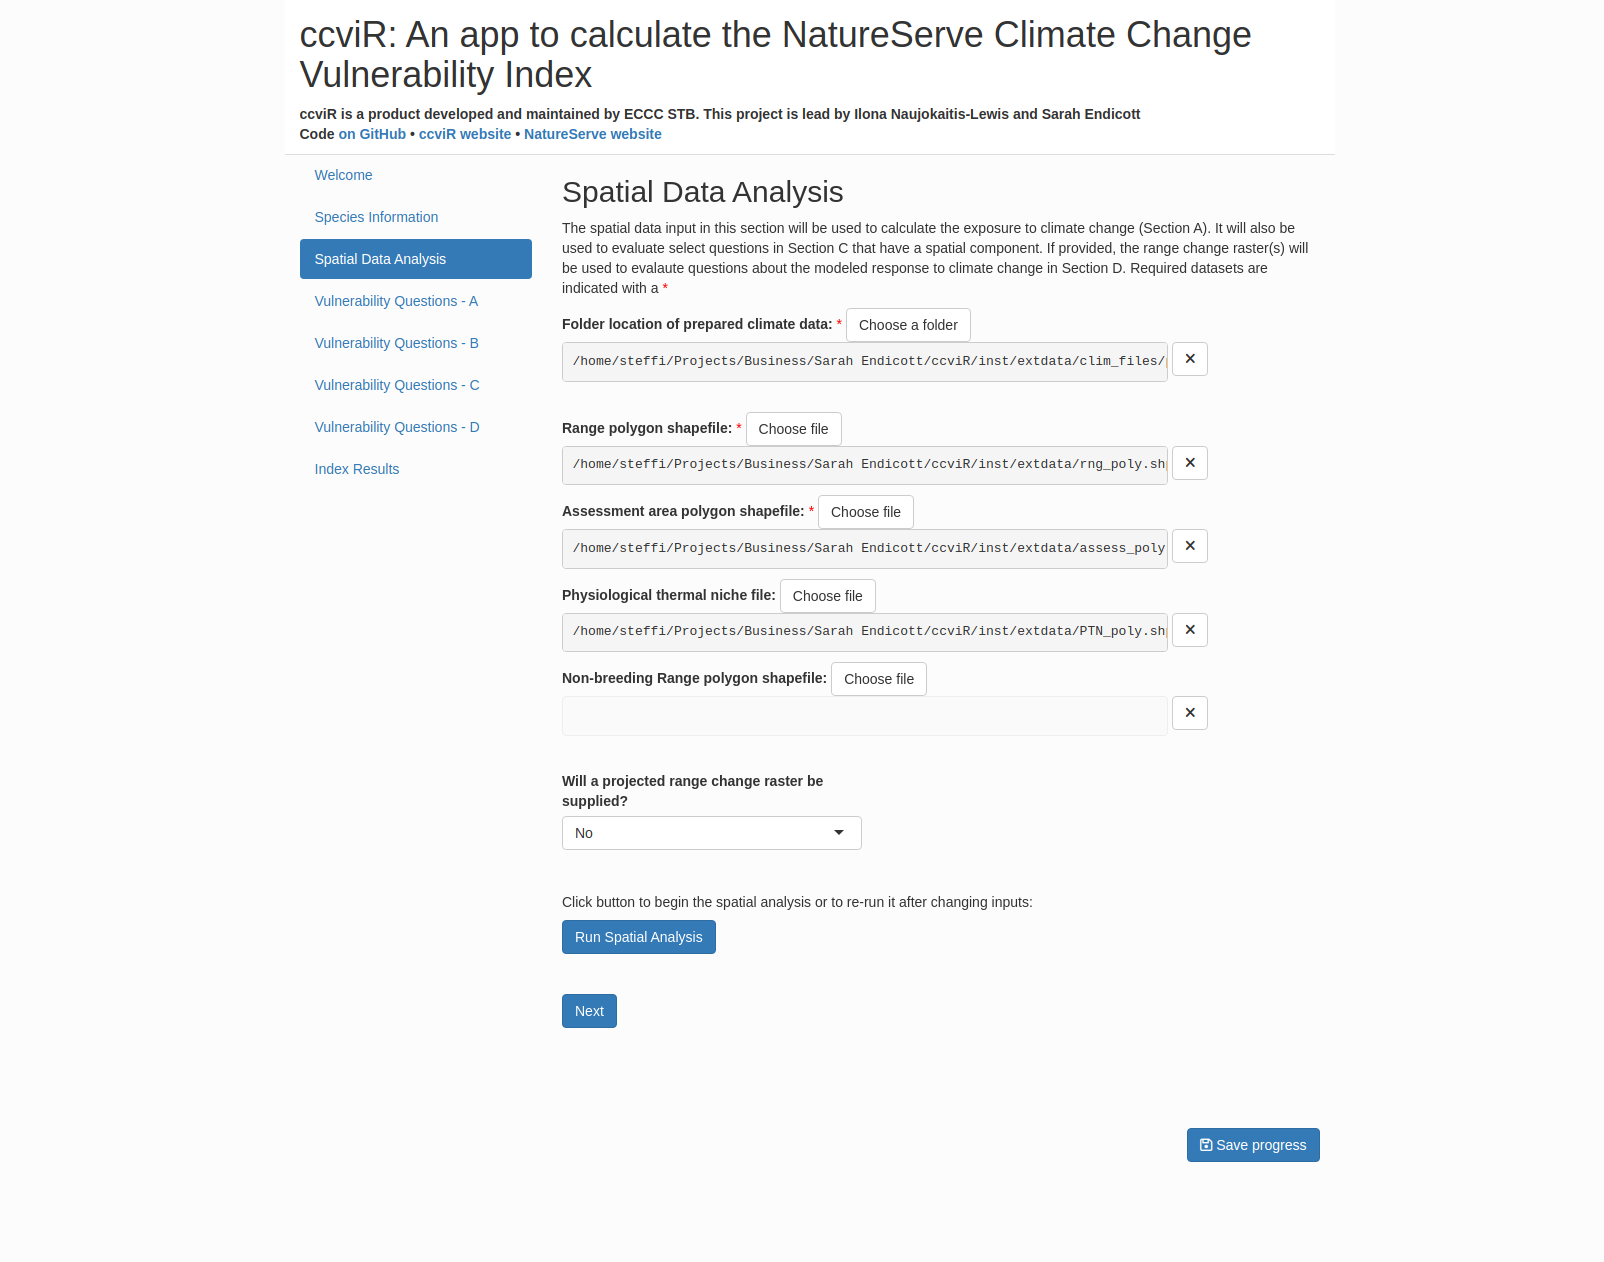 ccviR: An app to calculate the NatureServe Climate Change
Vulnerability Index
ccviR is a product developed and maintained by ECCC STB. This project is lead by Ilona Naujokaitis-Lewis and Sarah Endicott
Code on GitHub • ccviR website • NatureServe website
Welcome
Species Information
Spatial Data Analysis
Vulnerability Questions - A
Vulnerability Questions - B
Vulnerability Questions - C
Vulnerability Questions - D
Index Results
Spatial Data Analysis
The spatial data input in this section will be used to calculate the exposure to climate change (Section A). It will also be
used to evaluate select questions in Section C that have a spatial component. If provided, the range change raster(s) will
be used to evalaute questions about the modeled response to climate change in Section D. Required datasets are
indicated with a *
Folder location of prepared climate data: * Choose a folder
/home/steffi/Projects/Business/Sarah Endicott/ccviR/inst/extdata/clim_files/
Range polygon shapefile: * Choose file
/home/steffi/Projects/Business/Sarah Endicott/ccviR/inst/extdata/rng_poly.shp
Assessment area polygon shapefile: * Choose file
/home/steffi/Projects/Business/Sarah Endicott/ccviR/inst/extdata/assess_poly
Physiological thermal niche file: Choose file
/home/steffi/Projects/Business/Sarah Endicott/ccviR/inst/extdata/PTN_poly.shp
Non-breeding Range polygon shapefile: Choose file
Will a projected range change raster be
supplied?
No
Click button to begin the spatial analysis or to re-run it after changing inputs:
Run Spatial Analysis
Next
Save progress